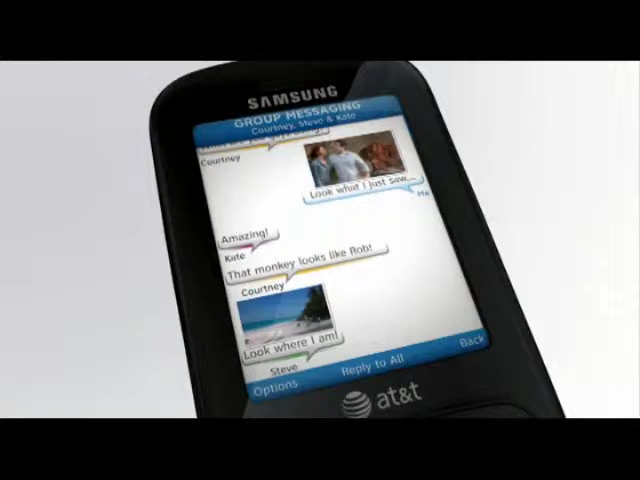 SAMSUNG
GROUP MESSAGING
Courtney, Steve & Kate
Courtney
Look what I just saw...
Me
Amazing!
Kate
That monkey looks like Rob!
Courtney
Look where I am!
Steve
Options
Reply to All
Back
at&t